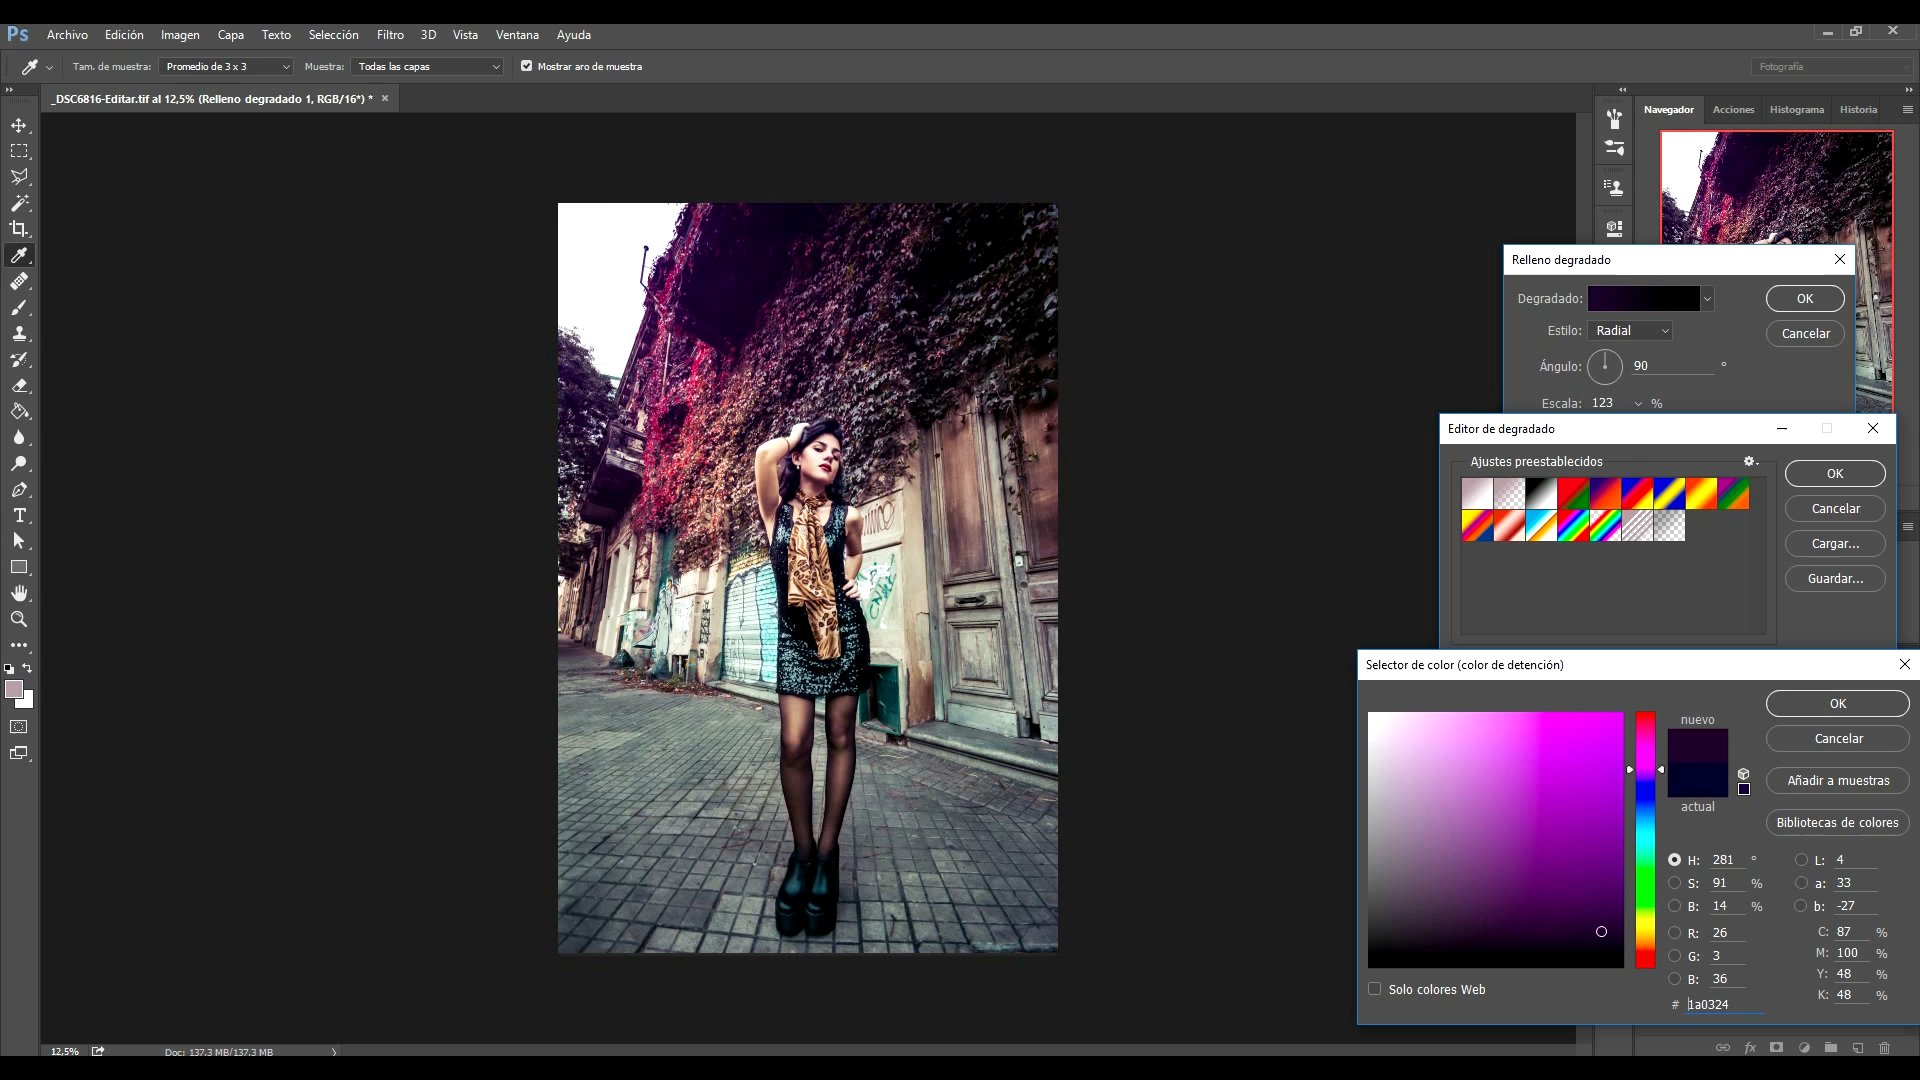 Ps Archivo Edición Imagen Capa Texto Selección Filtro 3D Vista Ventana Ayuda
Tam. de muestra: Promedio de 3 x 3 Muestra: Todas las capas Mostrar aro de muestra Fotografía
_DSC6816-Editar.tif al 12,5% (Relleno degradado 1, RGB/16*) * ×
Navegador Acciones Histograma Historia
Relleno degradado
Degradado: OK
Estilo: Radial Cancelar
Ángulo: 90 °
Escala: 123 %
Editor de degradado
Ajustes preestablecidos
OK
Cancelar
Cargar...
Guardar...
Selector de color (color de detención)
nuevo
actual
OK
Cancelar
Añadir a muestras
Bibliotecas de colores
H: 281 ° L: 4
S: 91 % a: 33
B: 14 % b: -27
R: 26 C: 87 %
G: 3 M: 100 %
B: 36 Y: 48 %
K: 48 %
# 1a0324
Solo colores Web
12,5% Doc: 137,3 MB/137,3 MB
fx